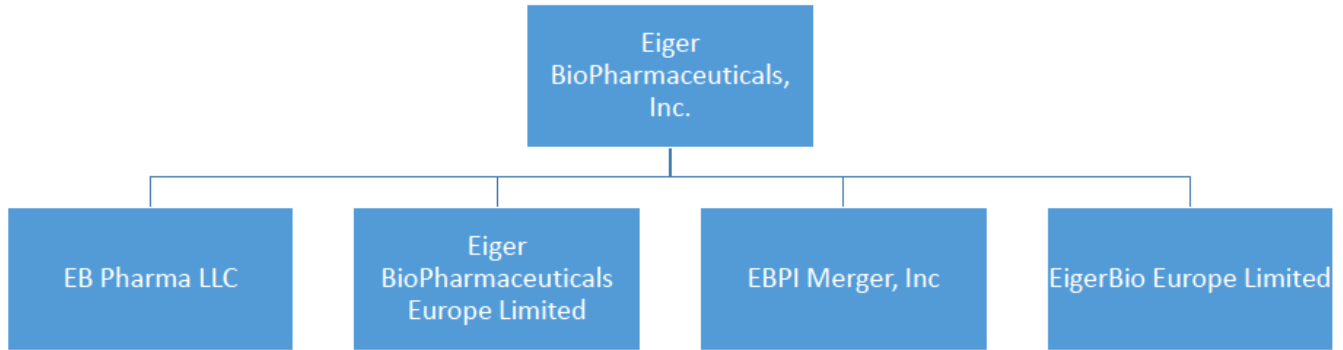 Eiger
BioPharmaceuticals,
Inc.
EB Pharma LLC
Eiger
BioPharmaceuticals
Europe Limited
EBPI Merger, Inc
EigerBio Europe Limited